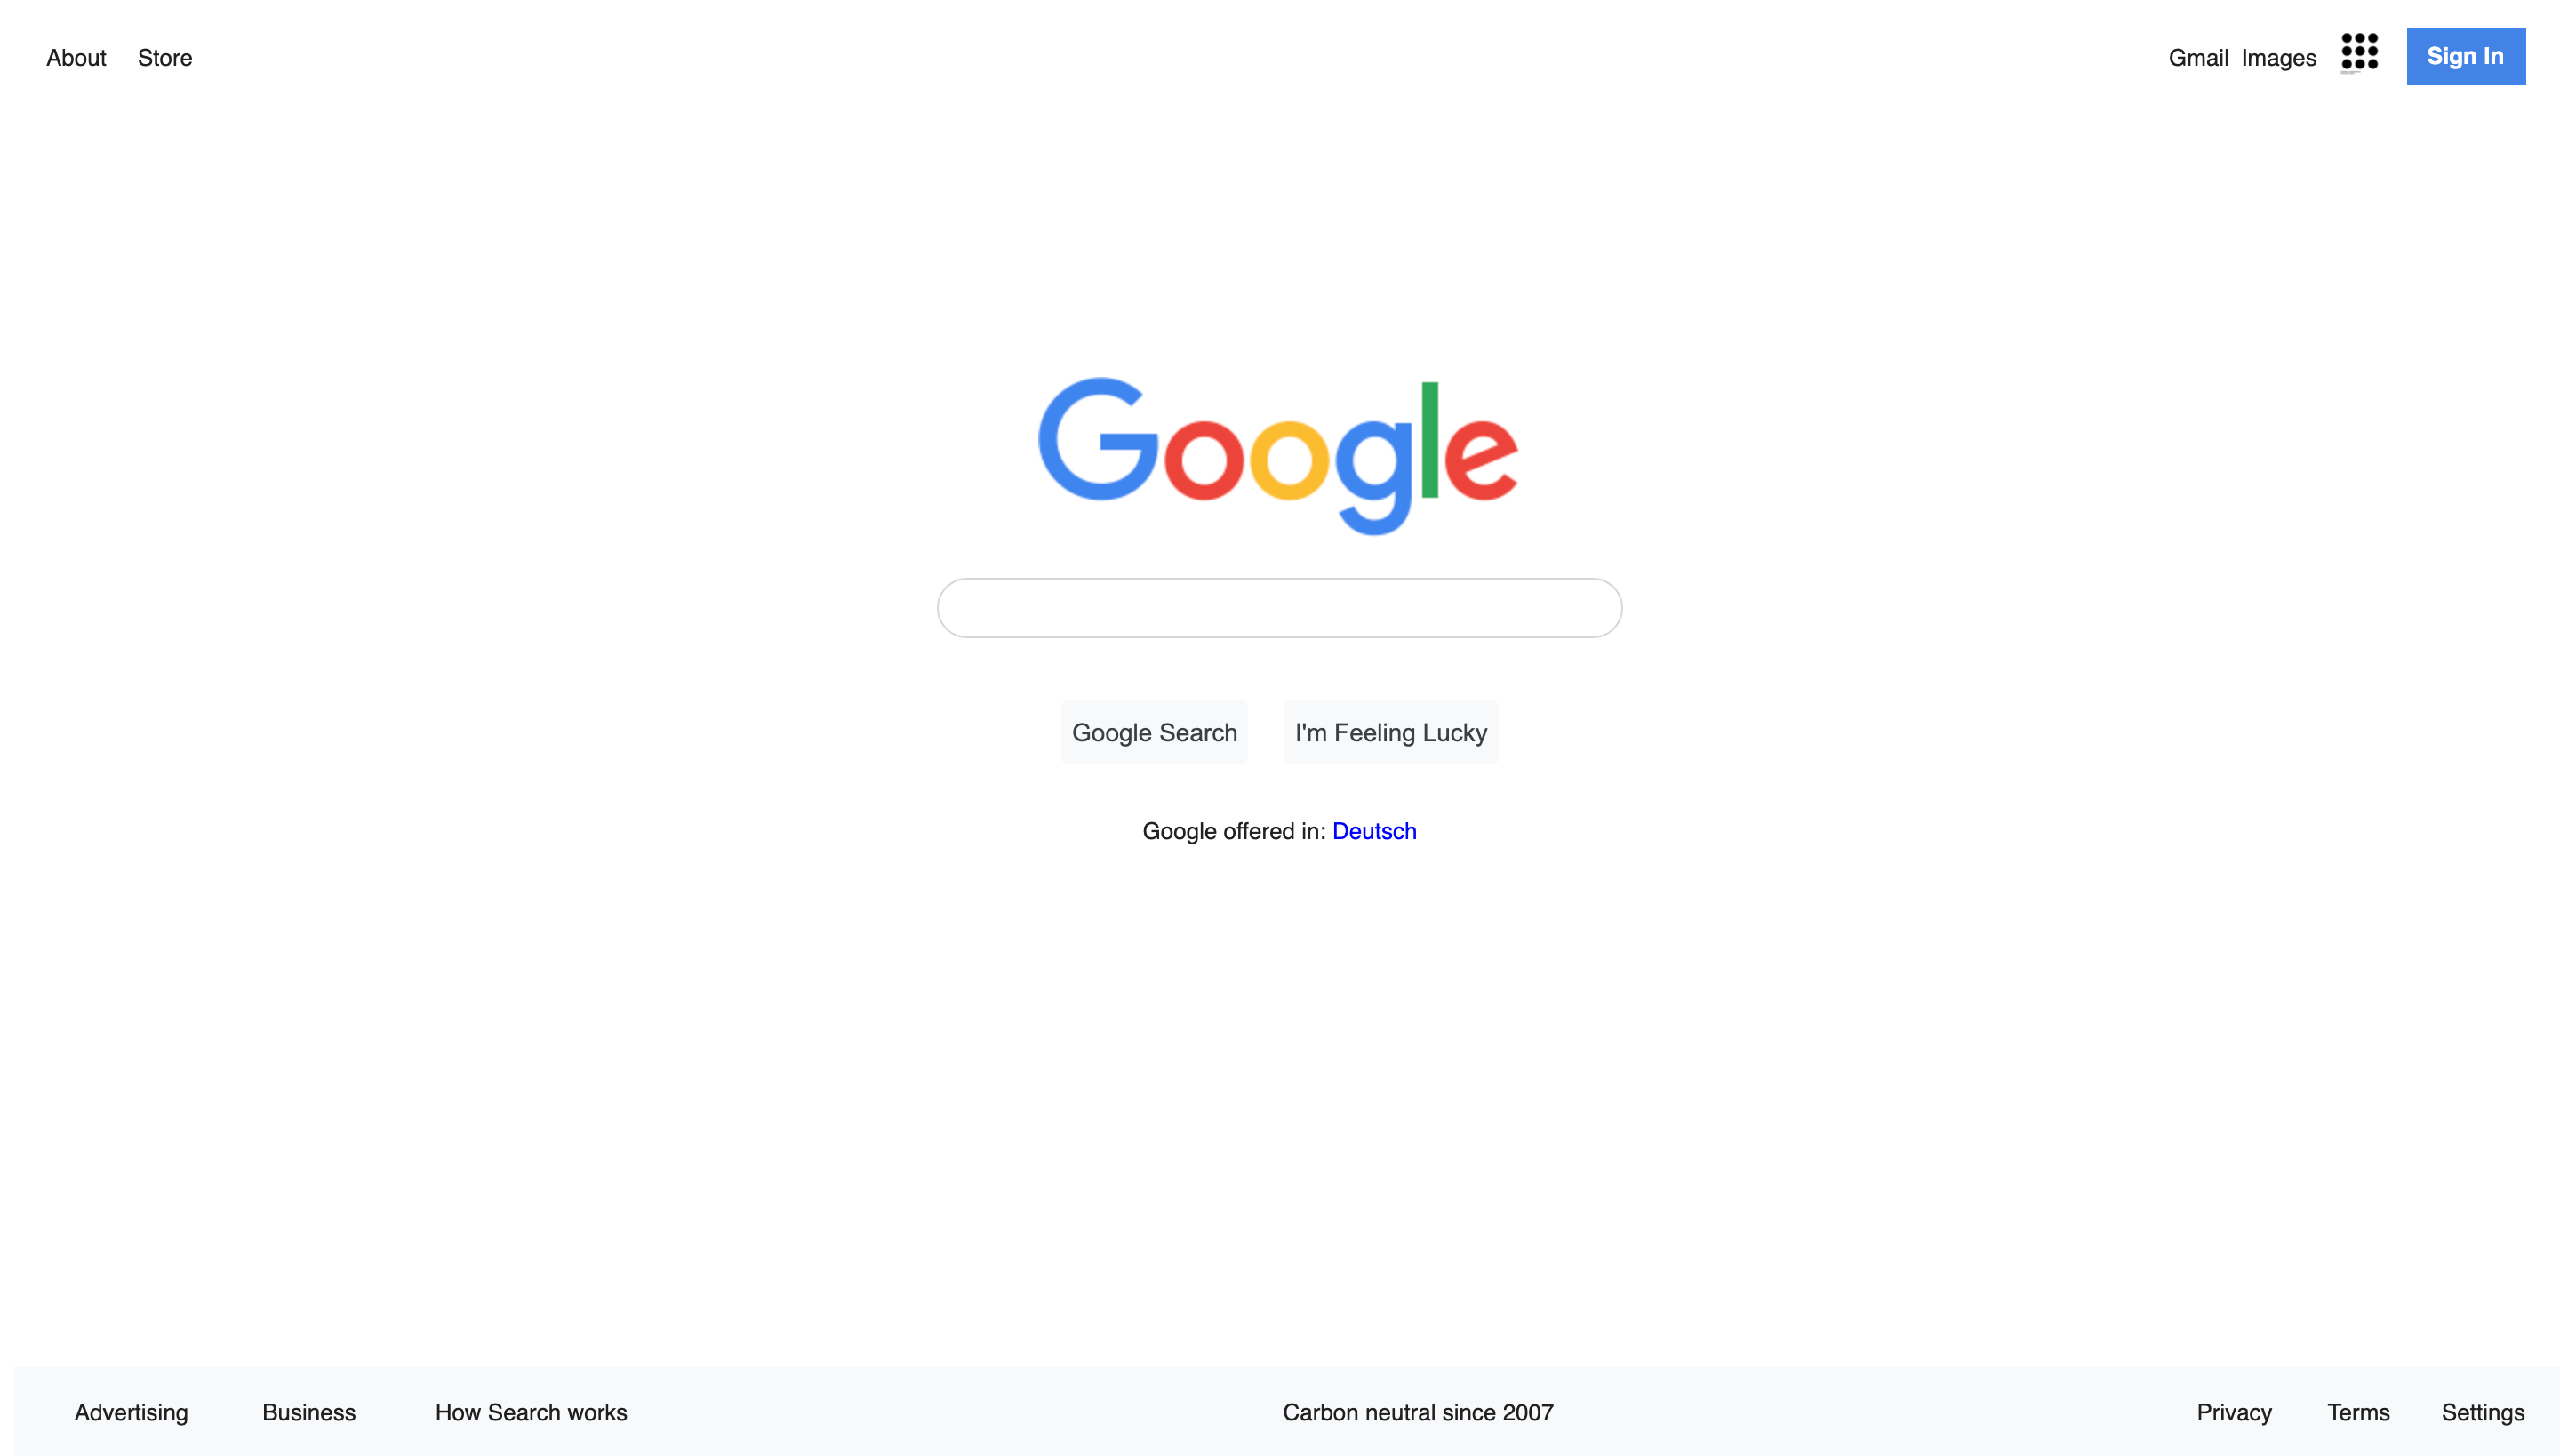 About Store Gmail Images Sign In
Google
Google Search I'm Feeling Lucky
Google offered in: Deutsch
Advertising Business How Search works Carbon neutral since 2007 Privacy Terms Settings